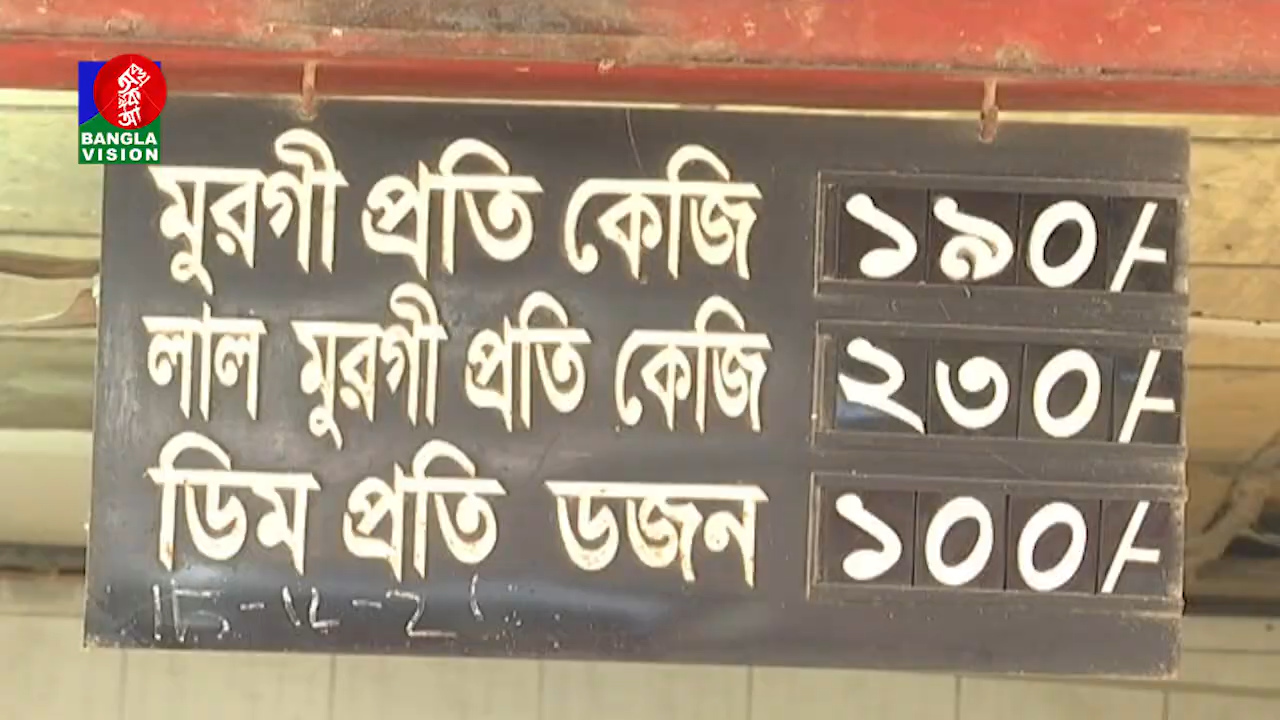 BANGLA
VISION
মুরগী প্রতি কেজি ১৯০/-
লাল মুরগী প্রতি কেজি ২৩০/-
ডিম প্রতি ডজন ১০০/-